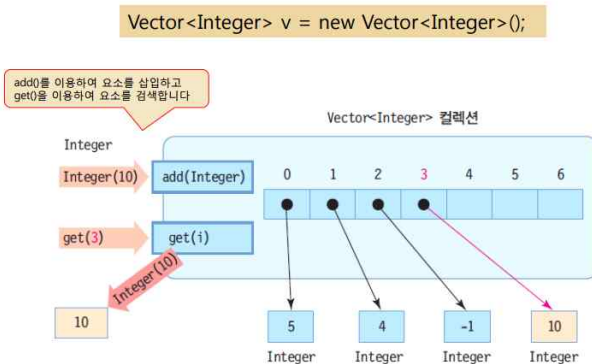 Vector<Integer> v = new Vector<Integer>();
add()를 이용하여 요소를 삽입하고
get()을 이용하여 요소를 검색합니다
Vector<Integer> 컬렉션
Integer
Integer(10)
add(Integer)
0 1 2 3 4 5 6
get(3)
get(i)
Integer(10)
10
5 4 -1 10
Integer Integer Integer Integer